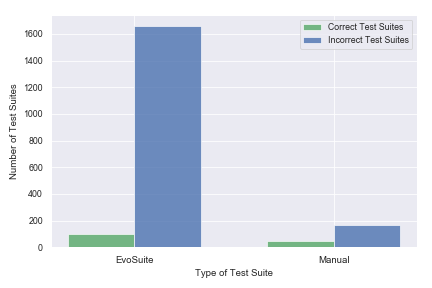 Correct Test Suites
Incorrect Test Suites
1600
1400
1200
1000
800
600
400
200
0
Number of Test Suites
EvoSuite Manual
Type of Test Suite